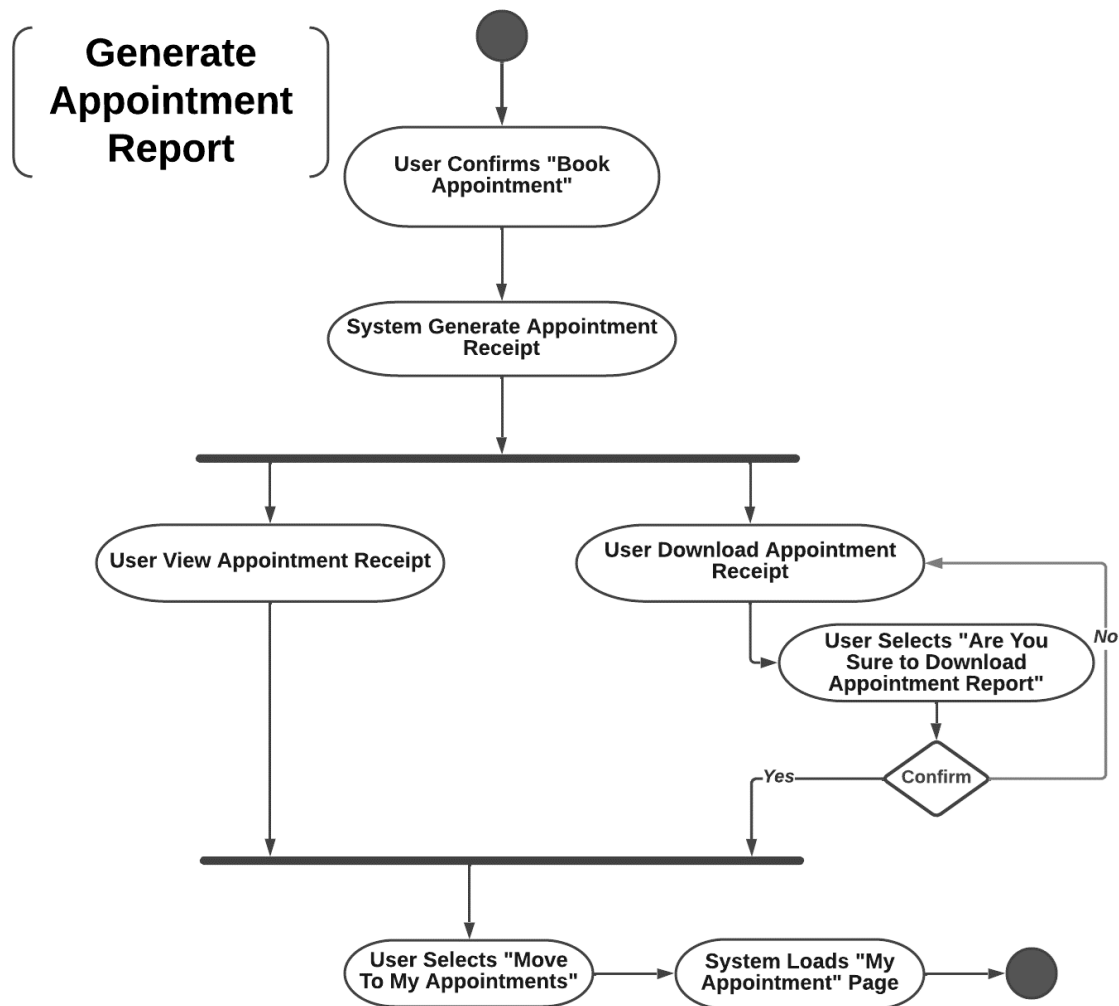 Generate
Appointment
Report
User Confirms "Book
Appointment"
System Generate Appointment
Receipt
User View Appointment Receipt
User Download Appointment
Receipt
User Selects "Are You
Sure to Download
Appointment Report"
No
Confirm
Yes
User Selects "Move
To My Appointments"
System Loads "My
Appointment" Page